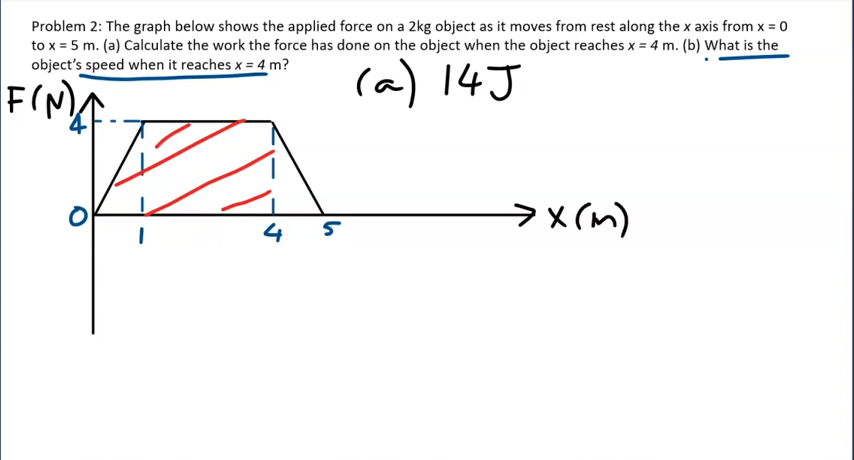 Problem 2: The graph below shows the applied force on a 2kg object as it moves from rest along the x axis from x = 0
to x = 5 m. (a) Calculate the work the force has done on the object when the object reaches x = 4 m. (b) What is the
object's speed when it reaches x = 4 m?
(a) 14J
F(N)
4
0
1
4
5
x(m)